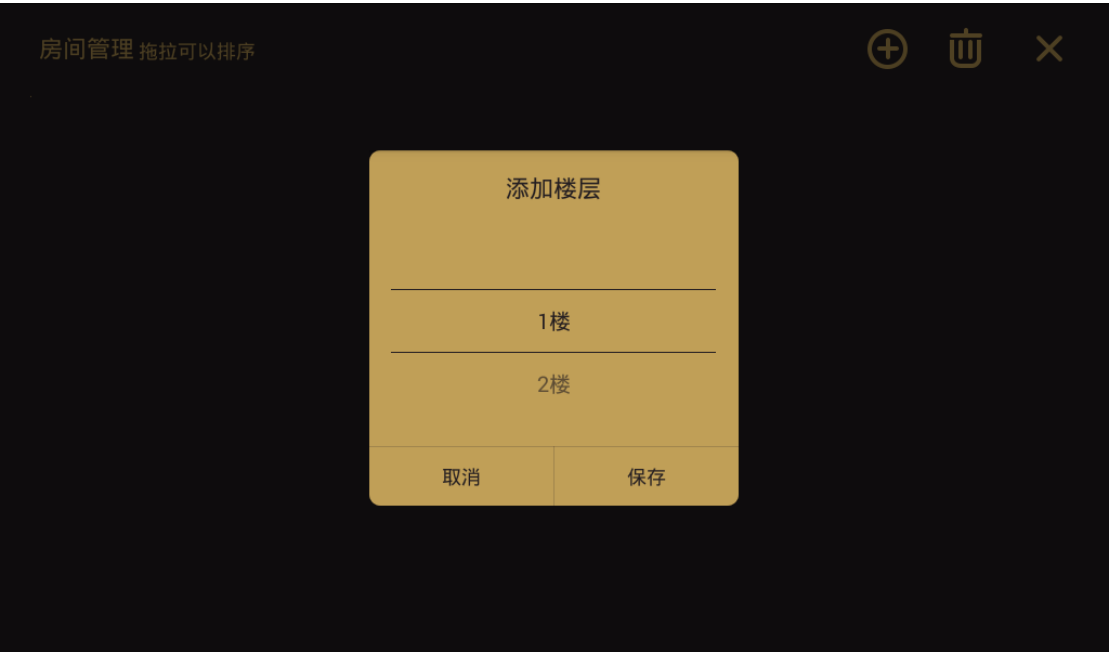 房间管理 拖拉可以排序
添加楼层
1楼
2楼
取消 保存